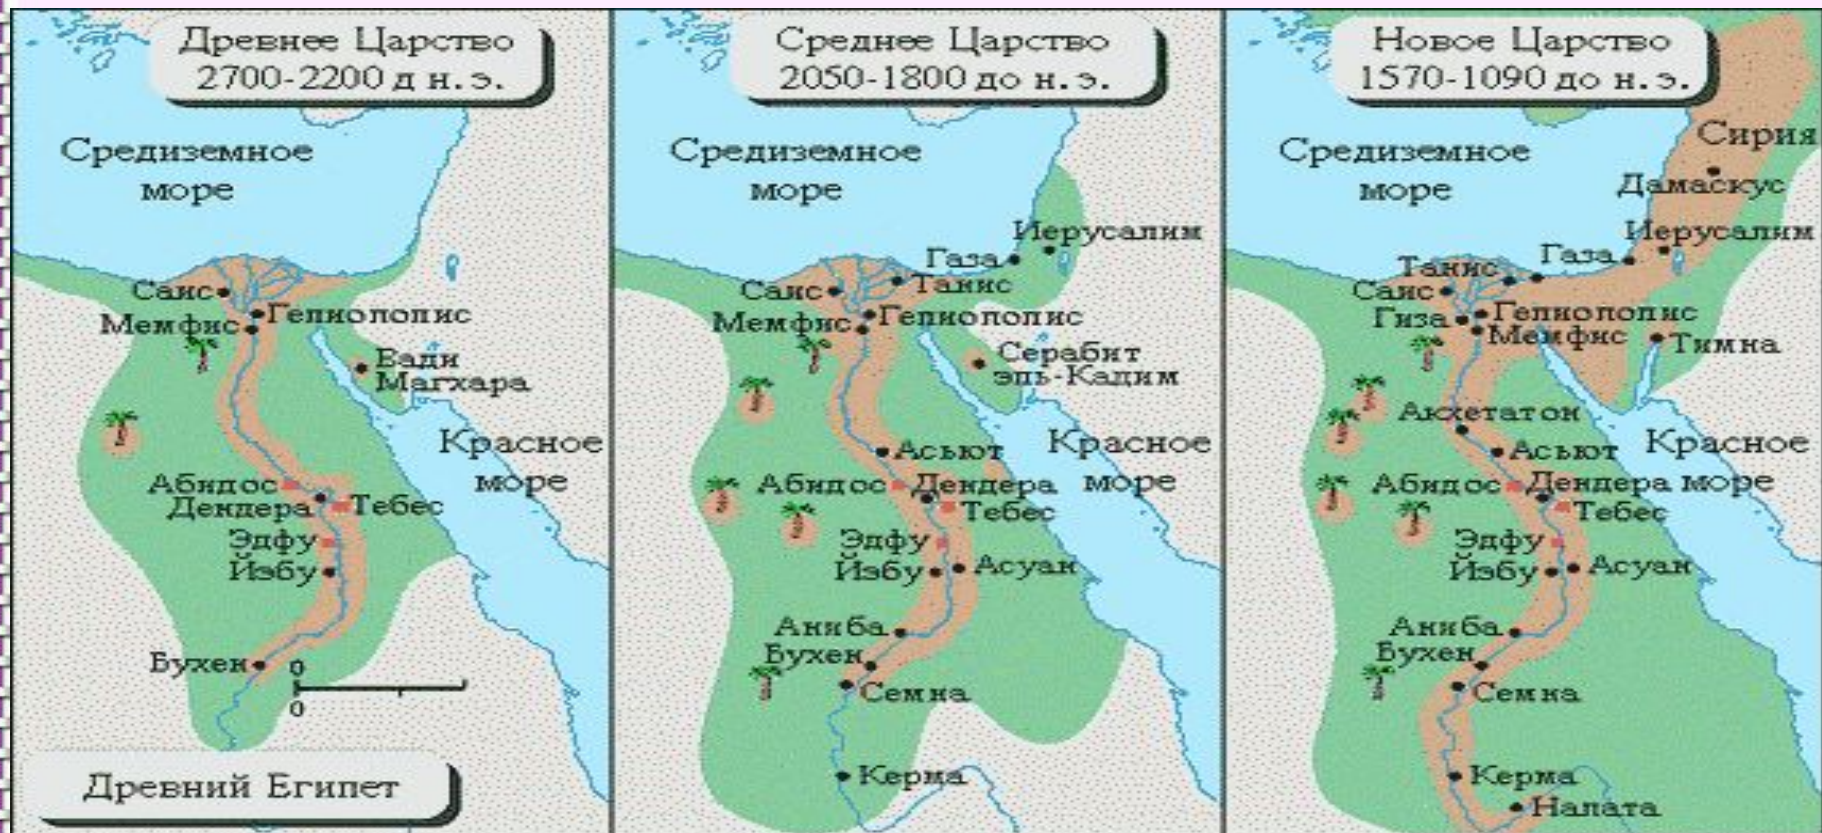 Древнее Царство
2700-2200 д н. э.
Средиземное
море
Саис
Гелиополис
Мемфис
Вади
Магхара
Красное
море
Абидос
Дендера
Тебес
Эдфу
Йэбу
Бухен
0
0
Древний Египет
Среднее Царство
2050-1800 до н. э.
Средиземное
море
Иерусалим
Газа
Танис
Саис
Гелиополис
Мемфис
Серабит
эль-Кадим
Красное
море
Асьют
Абидос
Дендера
Тебес
Эдфу
Йэбу
Асуан
Аниба
Бухен
Семна
Керма
Новое Царство
1570-1090 до н. э.
Средиземное
море
Сирия
Дамаскус
Иерусалим
Газа
Танис
Саис
Гелиополис
Гиза
Мемфис
Тимна
Акхетатон
Красное
море
Асьют
Абидос
Дендера
Тебес
Эдфу
Йэбу
Асуан
Аниба
Бухен
Семна
Керма
Напата